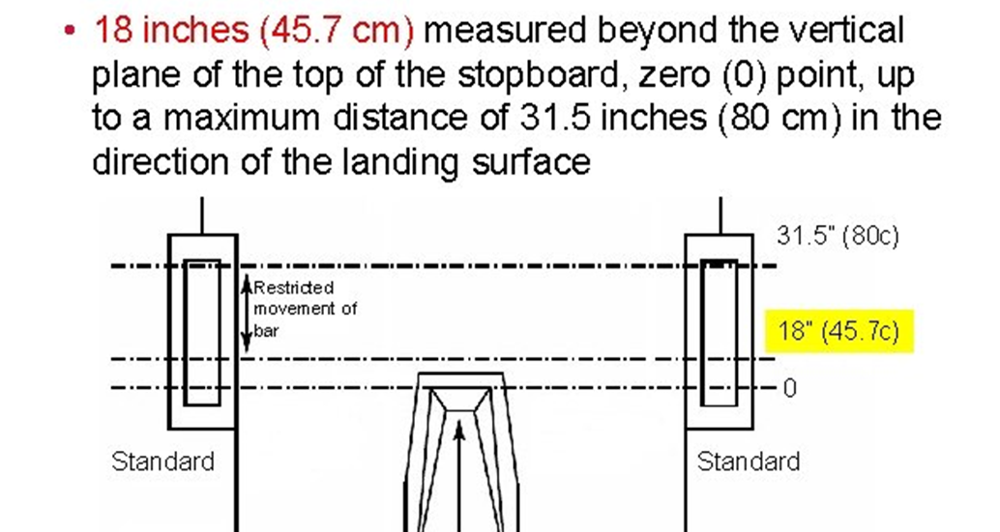 • 18 inches (45.7 cm) measured beyond the vertical
plane of the top of the stopboard, zero (0) point, up
to a maximum distance of 31.5 inches (80 cm) in the
direction of the landing surface
31.5" (80c)
Restricted
movement of
bar
18" (45.7c)
0
Standard
Standard